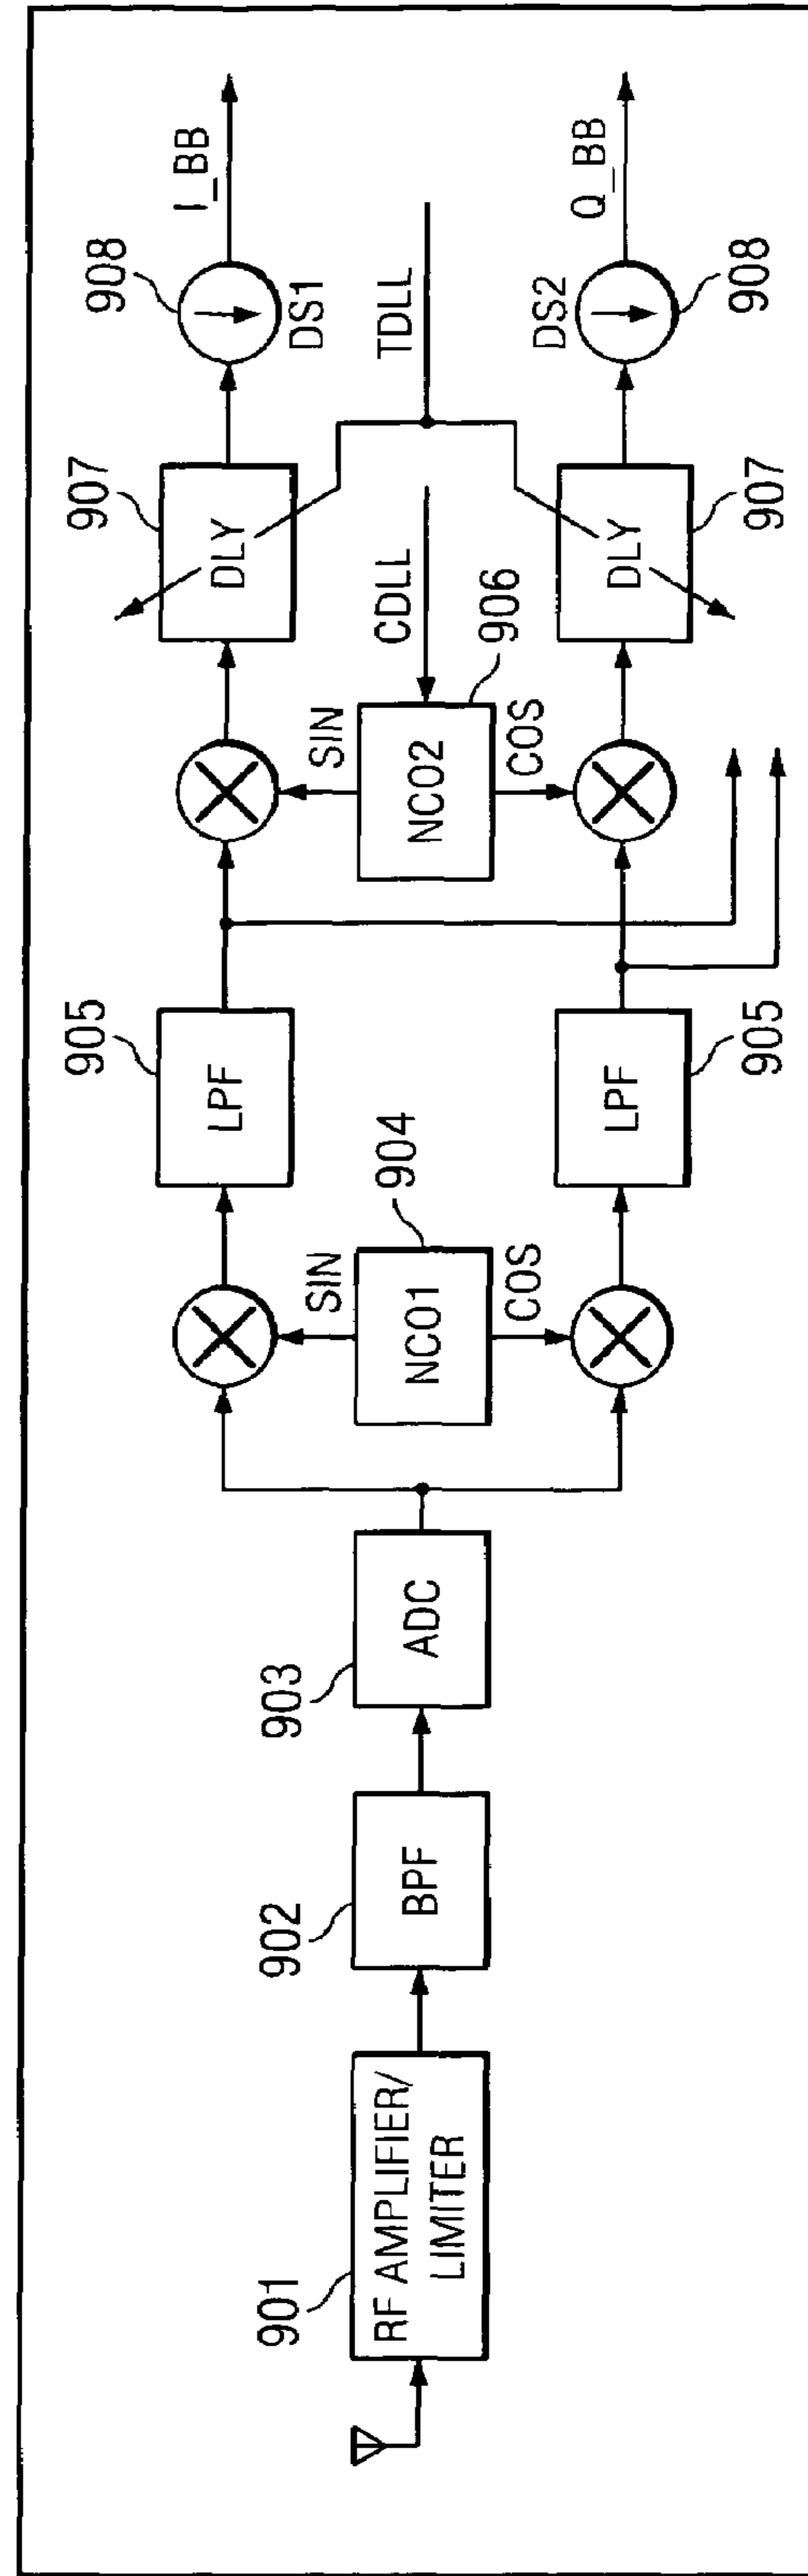 901
RF AMPLIFIER/
LIMITER
902
BPF
903
ADC
904
NCO1
SIN
COS
905
LPF
905
LPF
906
NCO2
SIN
COS
CDLL
907
DLY
907
DLY
TDLL
908
DS1
I_BB
908
DS2
Q_BB